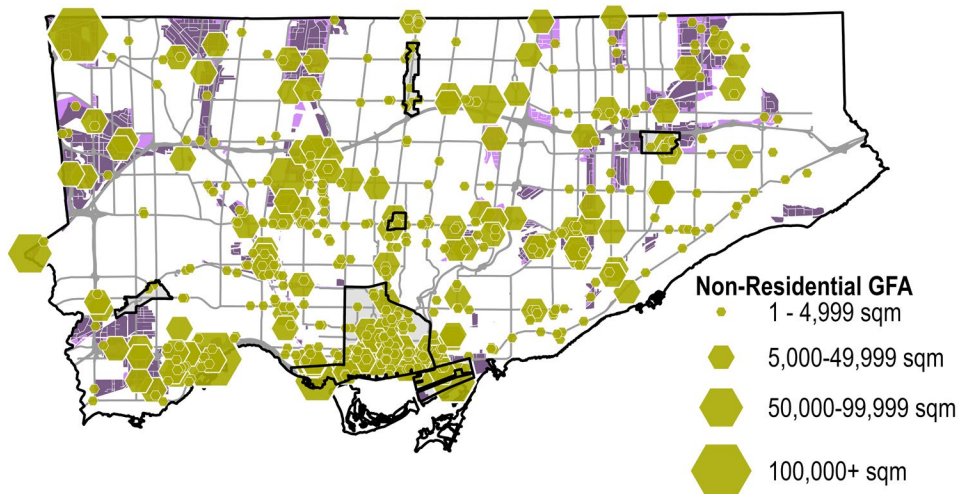 Non-Residential GFA
1 - 4,999 sqm
5,000-49,999 sqm
50,000-99,999 sqm
100,000+ sqm